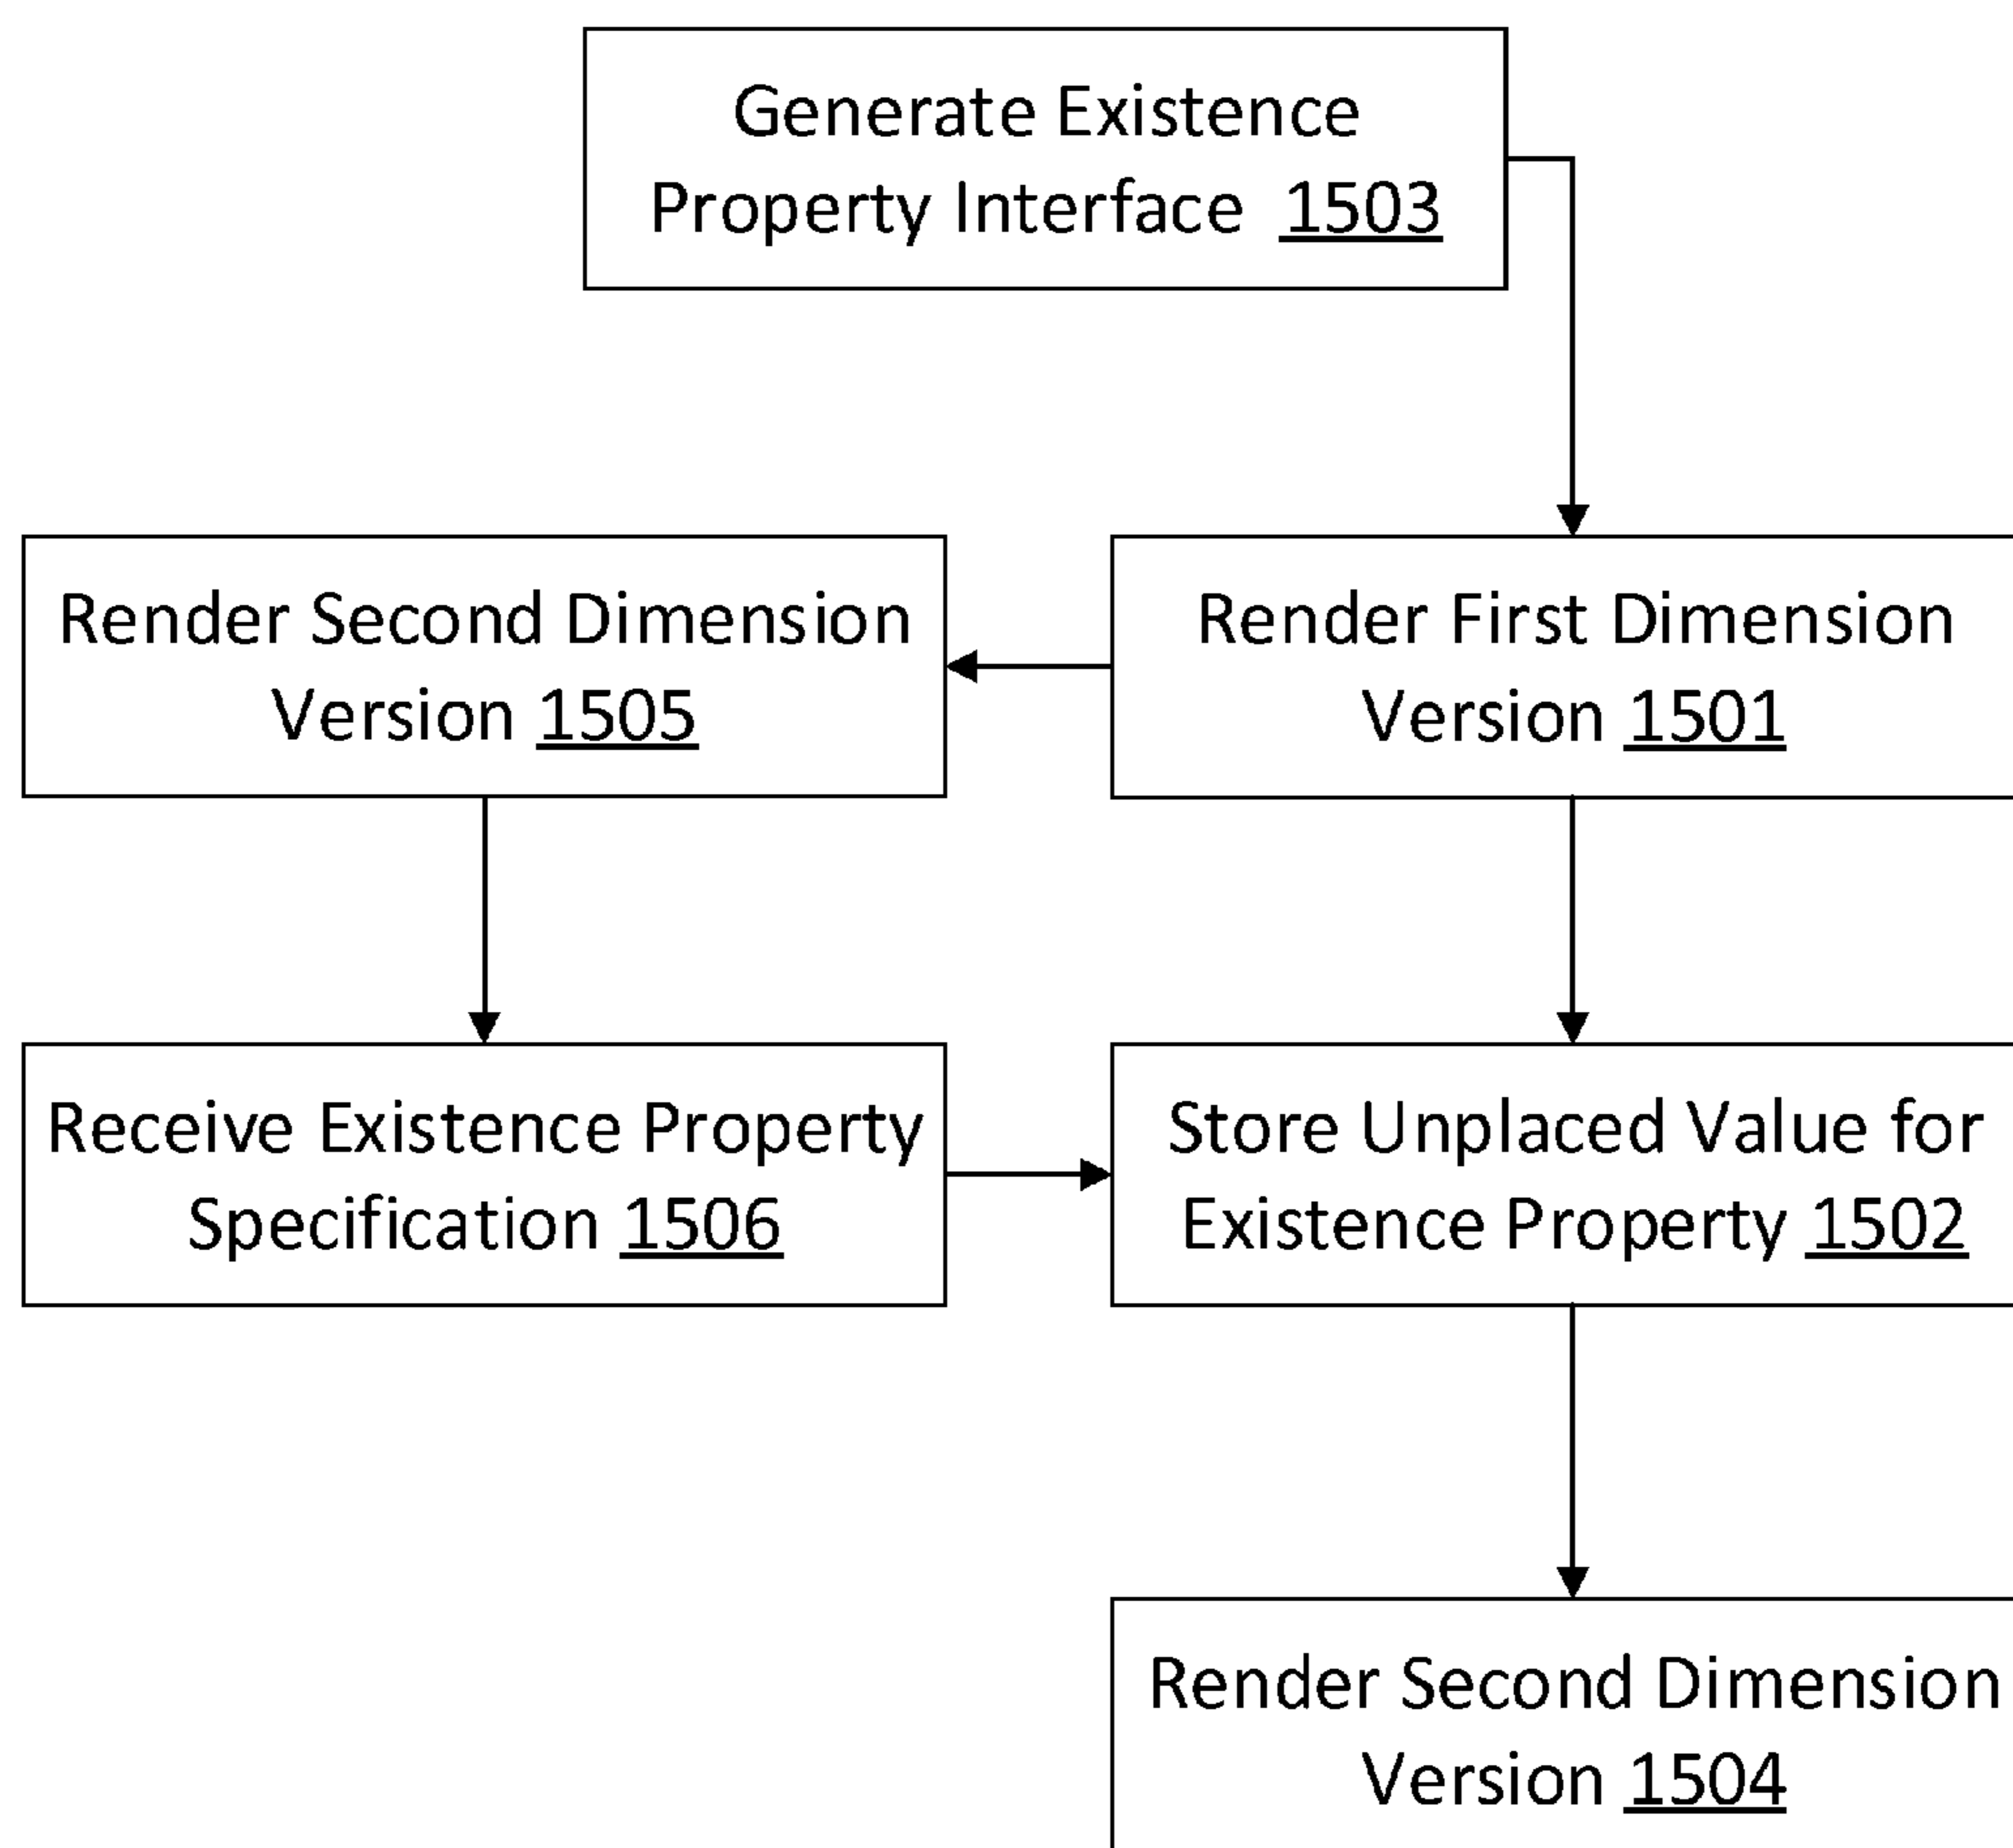 Generate Existence
Property Interface 1503
Render Second Dimension
Version 1505
Render First Dimension
Version 1501
Receive Existence Property
Specification 1506
Store Unplaced Value for
Existence Property 1502
Render Second Dimension
Version 1504